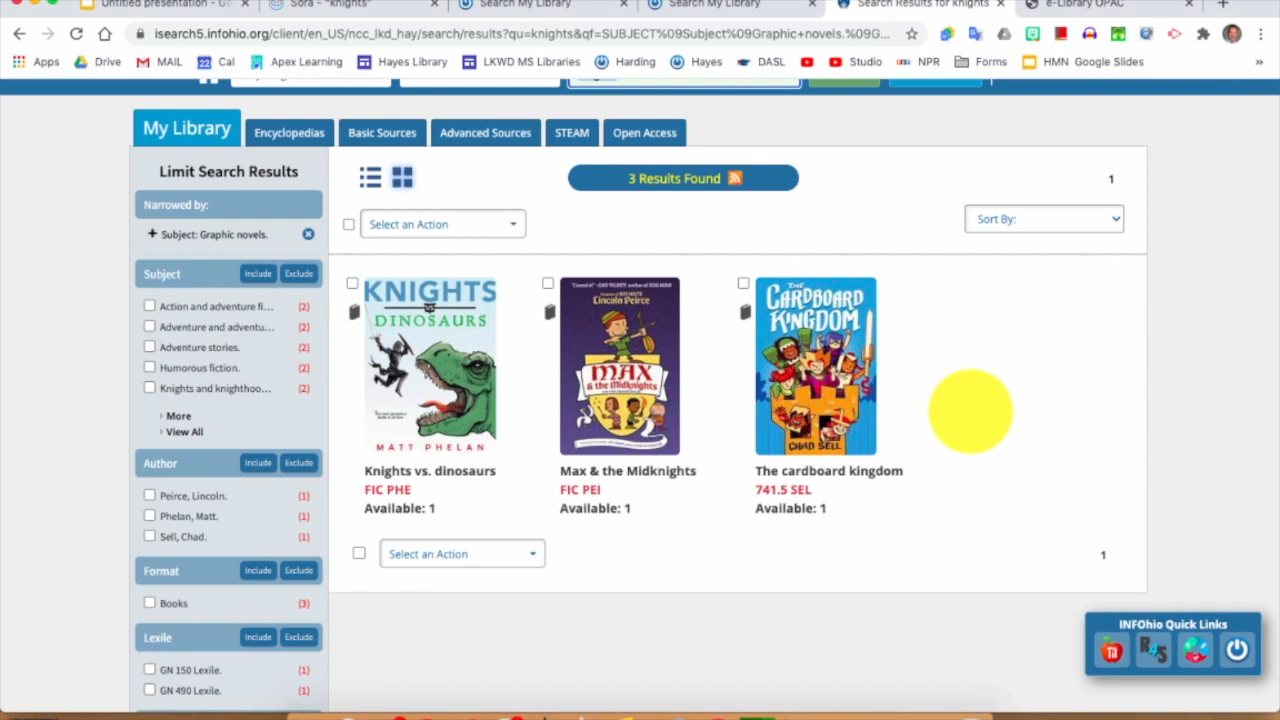 Untitled presentation - Go
Sora - "knights"
Search My Library
Search My Library
Search Results for knights
e-Library OPAC
isearch5.infohio.org/client/en_US/ncc_lkd_hay/search/results?qu=knights&qf=SUBJECT%09Subject%09Graphic+novels.%09G...
Apps
Drive
MAIL
Cal
Apex Learning
Hayes Library
LKWD MS Libraries
Harding
Hayes
DASL
Studio
NPR
Forms
HMN Google Slides
»
My Library
Encyclopedias
Basic Sources
Advanced Sources
STEAM
Open Access
Limit Search Results
Narrowed by:
+ Subject: Graphic novels.
Subject Include Exclude
Action and adventure fi... (2)
Adventure and adventu... (2)
Adventure stories. (2)
Humorous fiction. (2)
Knights and knighthoo... (2)
More
View All
Author Include Exclude
Peirce, Lincoln. (1)
Phelan, Matt. (1)
Sell, Chad. (1)
Format Include Exclude
Books (3)
Lexile Include Exclude
GN 150 Lexile. (1)
GN 490 Lexile. (1)
3 Results Found
1
Select an Action
Sort By:
KNIGHTS
VS.
DINOSAURS
MATT PHELAN
Knights vs. dinosaurs
FIC PHE
Available: 1
Lincoln Peirce
MAX
& the Midknights
Max & the Midknights
FIC PEI
Available: 1
THE
CARDBOARD
KINGDOM
CHAD SELL
The cardboard kingdom
741.5 SEL
Available: 1
Select an Action
1
INFOhio Quick Links
R4S